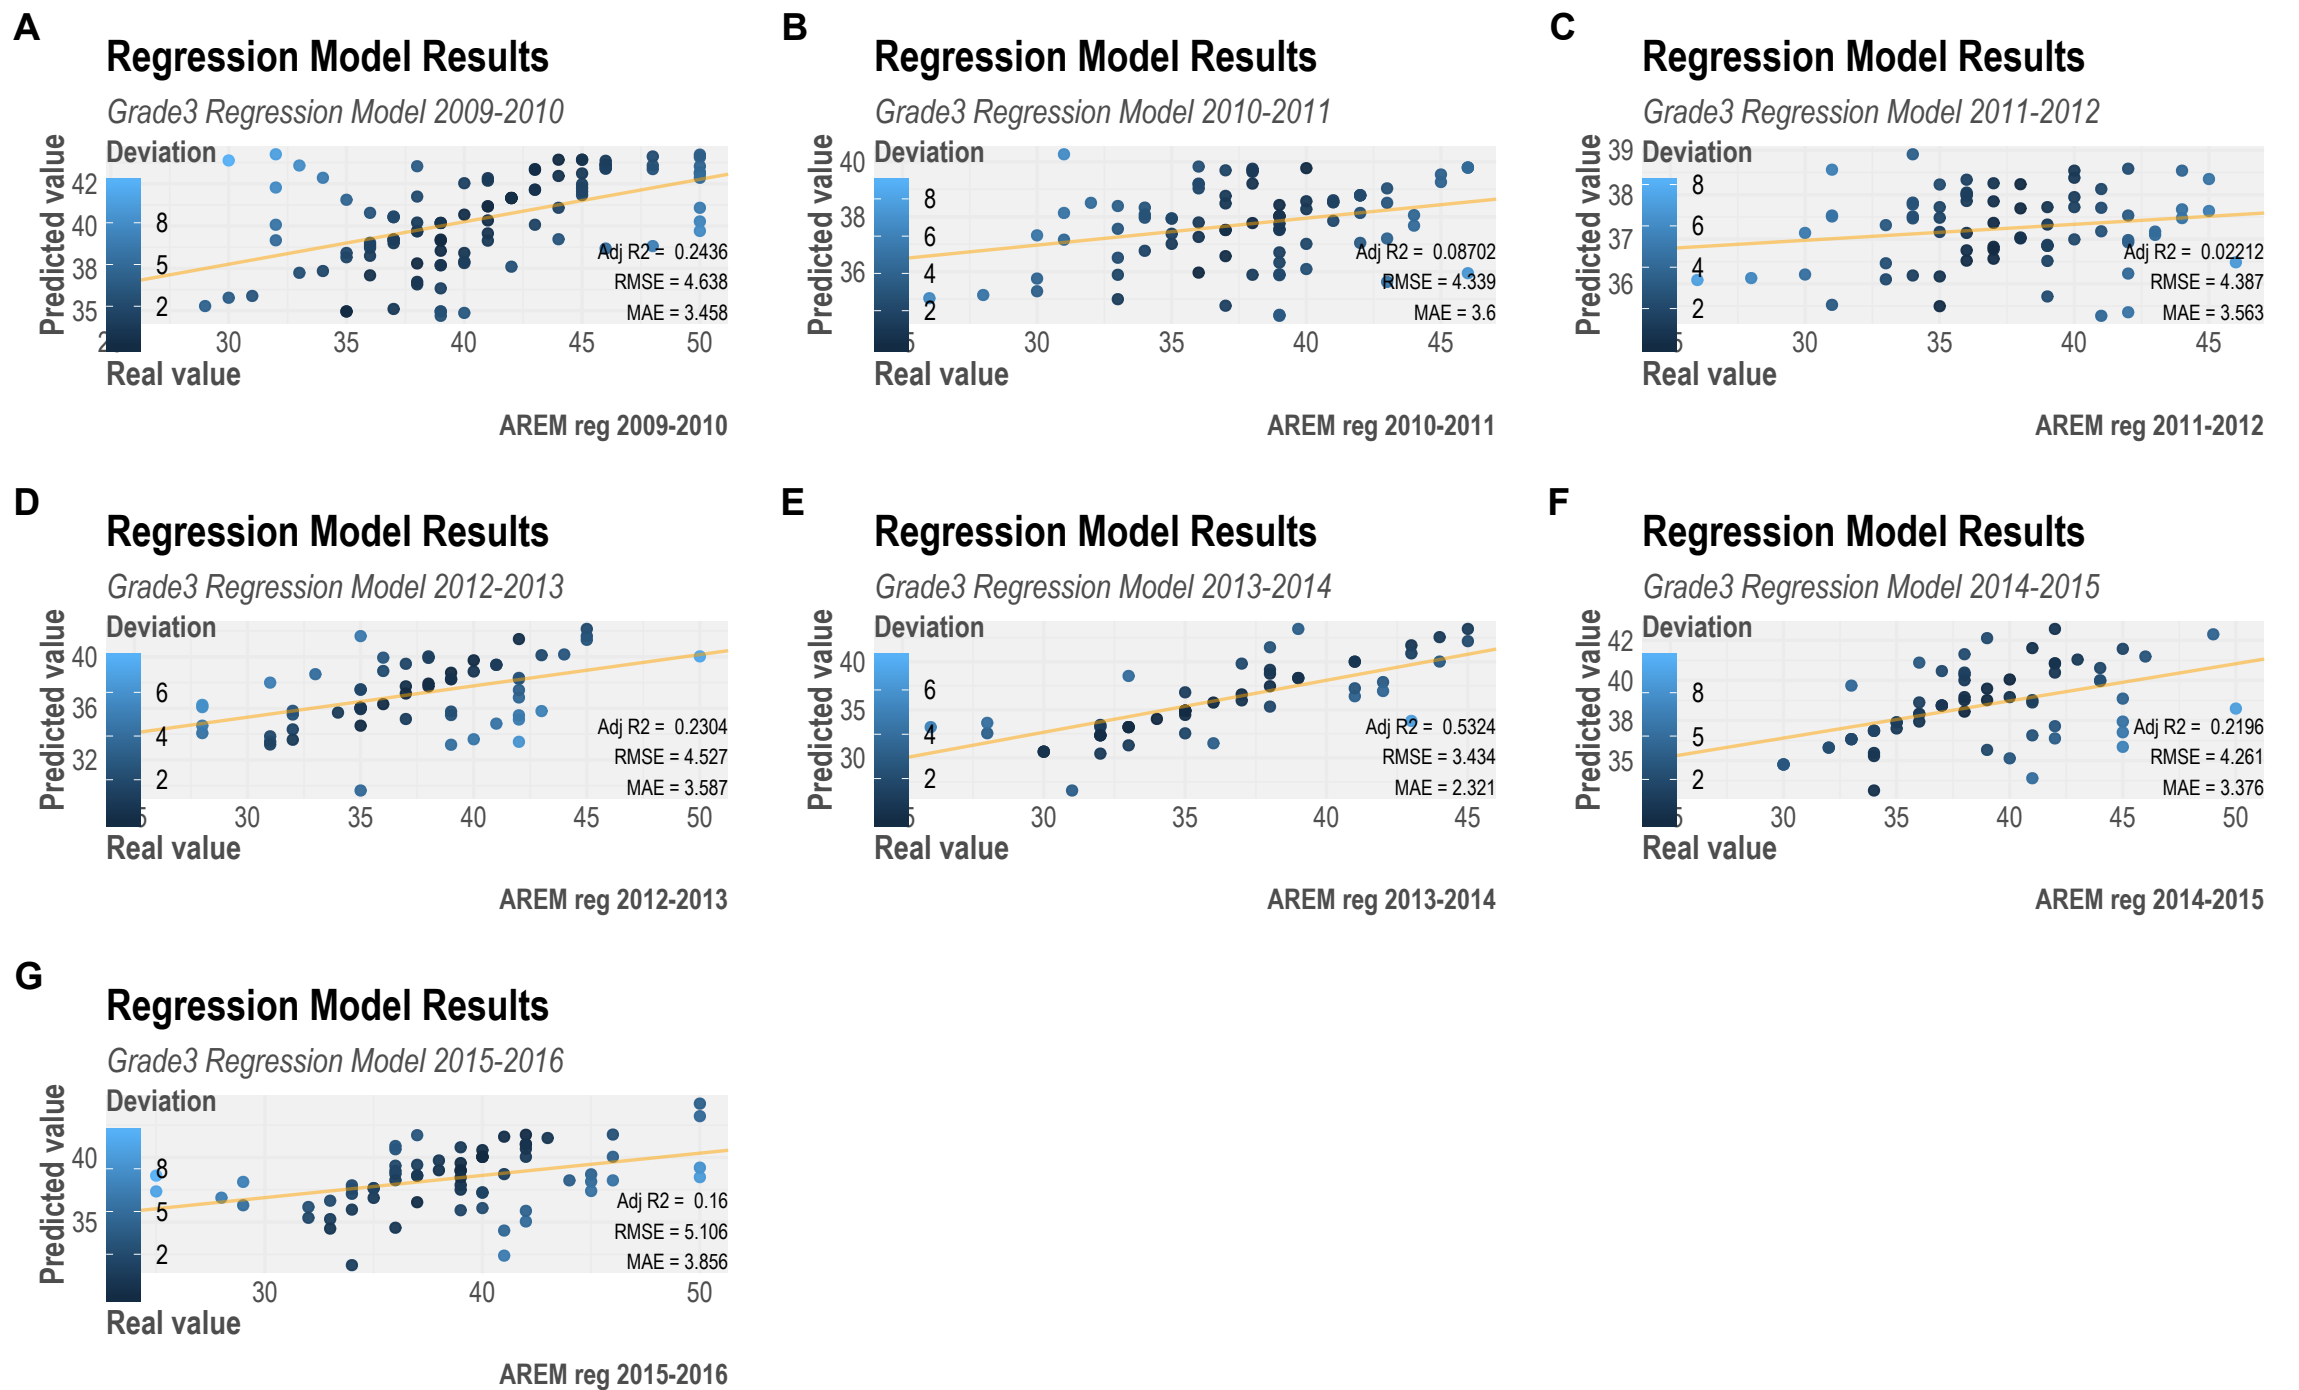 A
Regression Model Results
Grade3 Regression Model 2009-2010
Predicted value
Deviation
42
40
38
35
8
5
2
Adj R2 = 0.2436
RMSE = 4.638
MAE = 3.458
30
35
40
45
50
Real value
AREM reg 2009-2010
B
Regression Model Results
Grade3 Regression Model 2010-2011
Predicted value
Deviation
40
38
36
8
6
4
2
Adj R2 = 0.08702
RMSE = 4.339
MAE = 3.6
30
35
40
45
Real value
AREM reg 2010-2011
C
Regression Model Results
Grade3 Regression Model 2011-2012
Predicted value
Deviation
39
38
37
36
8
6
4
2
Adj R2 = 0.02212
RMSE = 4.387
MAE = 3.563
30
35
40
45
Real value
AREM reg 2011-2012
D
Regression Model Results
Grade3 Regression Model 2012-2013
Predicted value
Deviation
40
36
32
6
4
2
Adj R2 = 0.2304
RMSE = 4.527
MAE = 3.587
30
35
40
45
50
Real value
AREM reg 2012-2013
E
Regression Model Results
Grade3 Regression Model 2013-2014
Predicted value
Deviation
40
35
30
6
4
2
Adj R2 = 0.5324
RMSE = 3.434
MAE = 2.321
30
35
40
45
Real value
AREM reg 2013-2014
F
Regression Model Results
Grade3 Regression Model 2014-2015
Predicted value
Deviation
42
40
38
35
8
5
2
Adj R2 = 0.2196
RMSE = 4.261
MAE = 3.376
30
35
40
45
50
Real value
AREM reg 2014-2015
G
Regression Model Results
Grade3 Regression Model 2015-2016
Predicted value
Deviation
40
35
8
5
2
Adj R2 = 0.16
RMSE = 5.106
MAE = 3.856
30
40
50
Real value
AREM reg 2015-2016